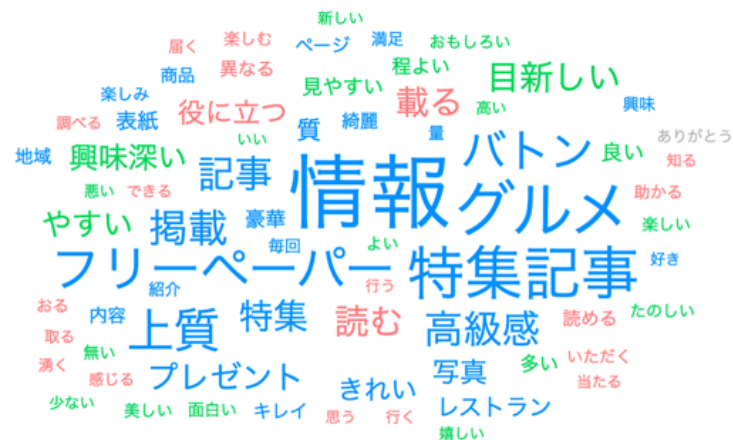 新しい
届く 楽しむ ページ 満足 おもしろい
商品 異なる 見やすい 程よい 目新しい
楽しみ 役に立つ 載る 高い 興味
調べる 表紙 質 綺麗 量 ありがとう
地域 興味深い いい 記事 情報 バトン 良い 知る
悪い できる グルメ 助かる
やすい 掲載 豪華 毎回 よい 楽しい
フリーペーパー 特集記事 好き
紹介 行う
おる 内容 上質 特集 読む 高級感 読める たのしい
取る
湧く 無い 感じる プレゼント きれい 写真 多い いただく
当たる
少ない 美しい 面白い キレイ 思う 行く レストラン
嬉しい